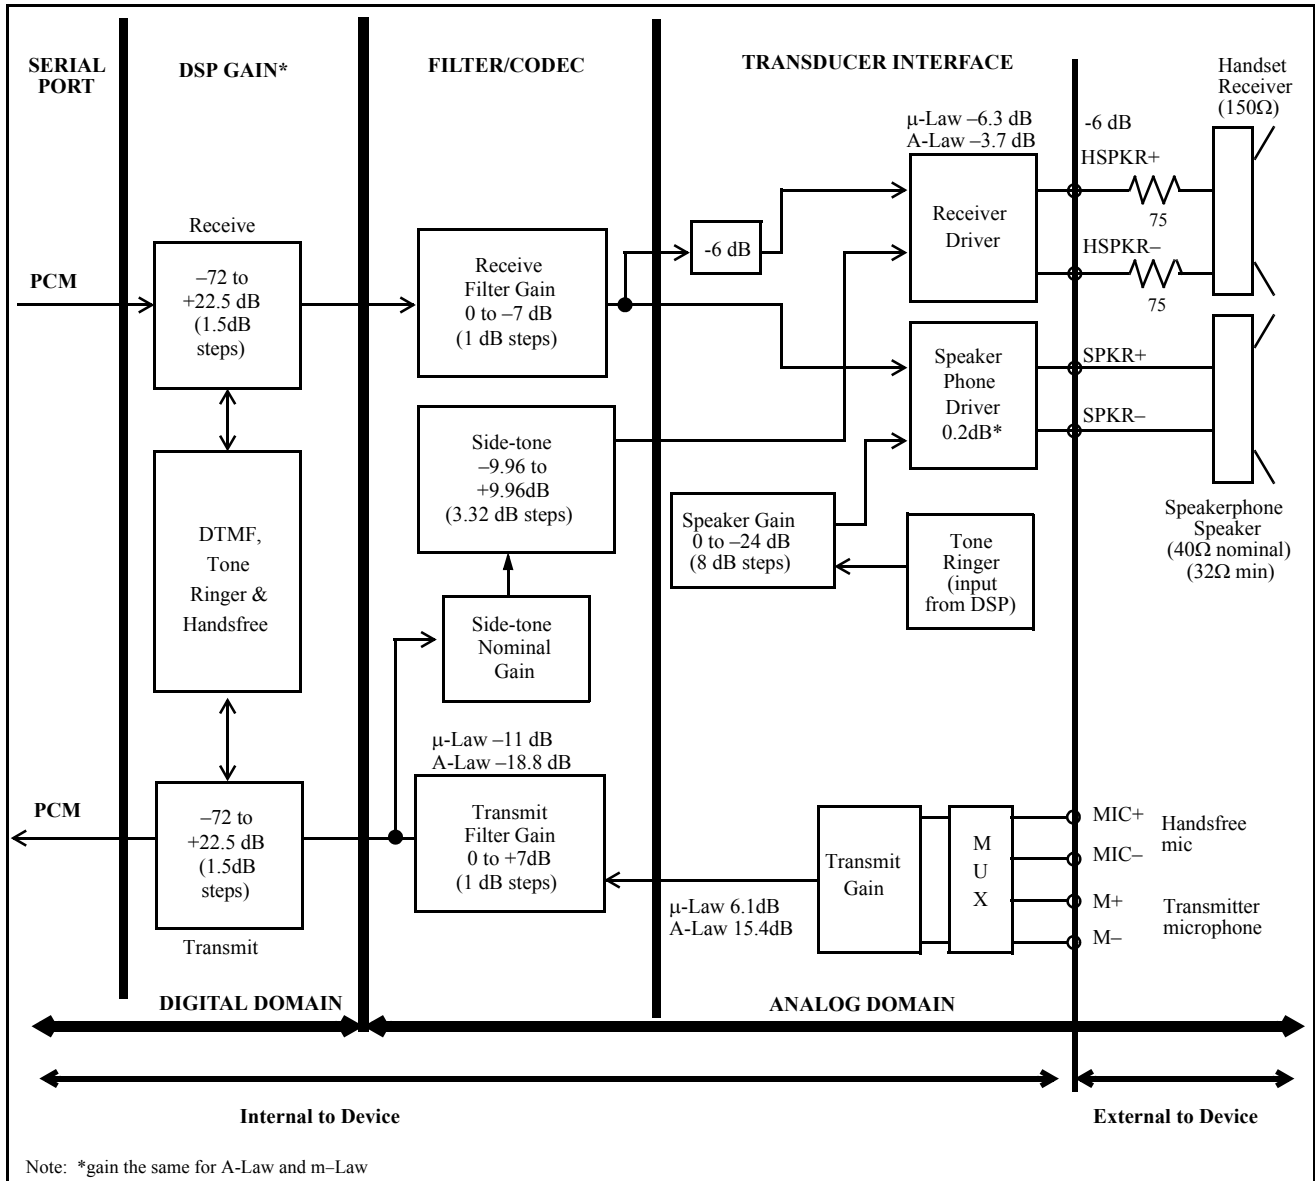 SERIAL
PORT
DSP GAIN*
FILTER/CODEC
TRANSDUCER INTERFACE
Handset
Receiver
(150Ω)
μ-Law –6.3 dB
A-Law –3.7 dB
-6 dB
HSPKR+
75
Receiver
Driver
HSPKR–
75
Receive
–72 to
+22.5 dB
(1.5dB
steps)
PCM
Receive
Filter Gain
0 to –7 dB
(1 dB steps)
-6 dB
Speaker
Phone
Driver
0.2dB*
SPKR+
SPKR–
Speakerphone
Speaker
(40Ω nominal)
(32Ω min)
Side-tone
–9.96 to
+9.96dB
(3.32 dB steps)
Speaker Gain
0 to –24 dB
(8 dB steps)
Tone
Ringer
(input
from DSP)
DTMF,
Tone
Ringer &
Handsfree
Side-tone
Nominal
Gain
μ-Law –11 dB
A-Law –18.8 dB
PCM
–72 to
+22.5 dB
(1.5dB
steps)
Transmit
Transmit
Filter Gain
0 to +7dB
(1 dB steps)
μ-Law 6.1dB
A-Law 15.4dB
Transmit
Gain
M
U
X
MIC+
MIC–
Handsfree
mic
M+
M–
Transmitter
microphone
DIGITAL DOMAIN
ANALOG DOMAIN
Internal to Device
External to Device
Note: *gain the same for A-Law and m–Law